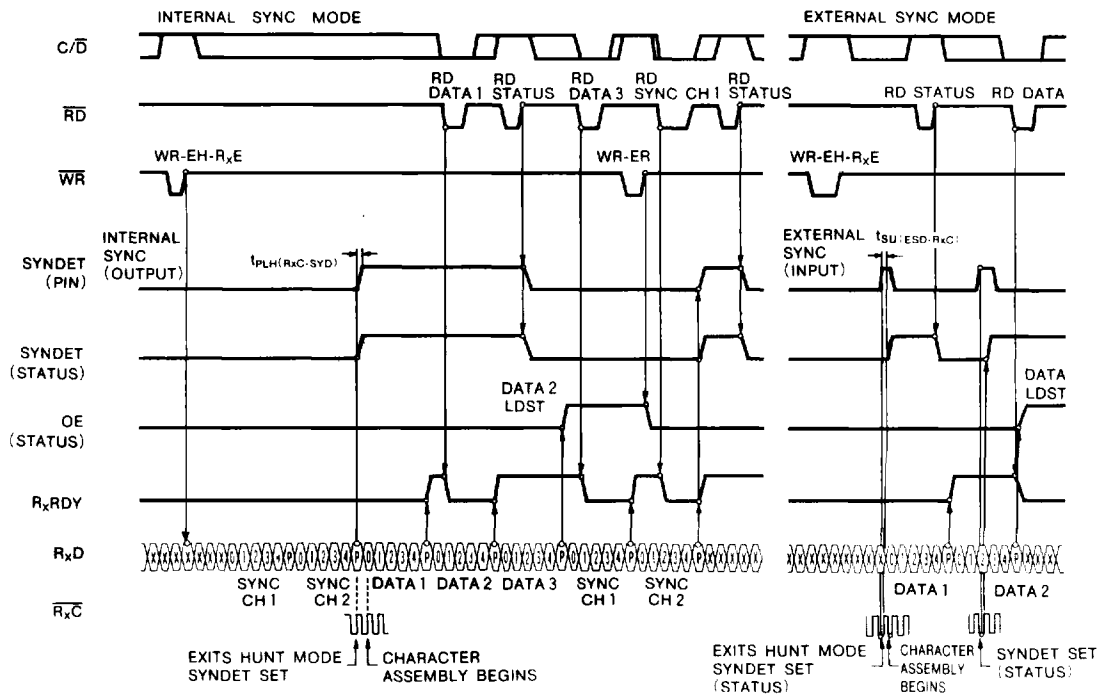 INTERNAL SYNC MODE
EXTERNAL SYNC MODE
C/D̅
RD DATA 1
RD STATUS
RD DATA 3
RD SYNC CH 1
RD STATUS
RD STATUS
RD DATA
R̅D̅
WR-EH-RxE
WR-ER
WR-EH-RxE
W̅R̅
INTERNAL SYNC (OUTPUT)
EXTERNAL SYNC (INPUT)
tPLH(RxC-SYD)
tSU(ESD-RxC)
SYNDET (PIN)
SYNDET (STATUS)
DATA 2 LDST
DATA LDST
OE (STATUS)
RxRDY
RxD
SYNC CH 1
SYNC CH 2
DATA 1
DATA 2
DATA 3
SYNC CH 1
SYNC CH 2
DATA 1
DATA 2
R̅x̅C̅
EXITS HUNT MODE SYNDET SET
CHARACTER ASSEMBLY BEGINS
EXITS HUNT MODE SYNDET SET (STATUS)
CHARACTER ASSEMBLY BEGINS
SYNDET SET (STATUS)